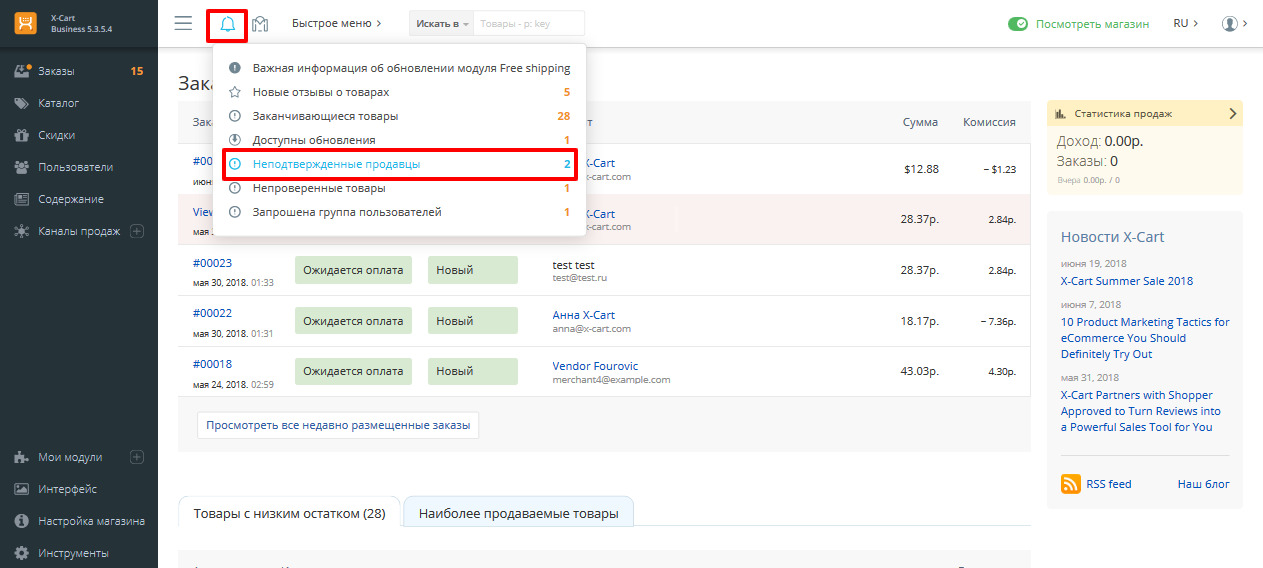 X-Cart
Business 5.3.5.4
Быстрое меню
Искать в
Товары - p: key
Посмотреть магазин
RU
Заказы 15
Каталог
Скидки
Пользователи
Содержание
Каналы продаж
Мои модули
Интерфейс
Настройка магазина
Инструменты
Важная информация об обновлении модуля Free shipping
Новые отзывы о товарах 5
Заканчивающиеся товары 28
Доступны обновления 1
Неподтвержденные продавцы 2
Непроверенные товары 1
Запрошена группа пользователей 1
Сумма Комиссия
X-Cart
x-cart.com
$12.88 − $1.23
X-Cart
x-cart.com
28.37р. 2.84р.
#00023 Ожидается оплата Новый test test 28.37р. 2.84р.
мая 30, 2018. 01:33 test@test.ru
#00022 Ожидается оплата Новый Анна X-Cart 18.17р. − 7.36р.
мая 30, 2018. 01:31 anna@x-cart.com
#00018 Ожидается оплата Новый Vendor Fourovic 43.03р. 4.30р.
мая 24, 2018. 02:59 merchant4@example.com
Просмотреть все недавно размещенные заказы
Товары с низким остатком (28) Наиболее продаваемые товары
Статистика продаж
Доход: 0.00р.
Заказы: 0
Вчера 0.00р. / 0
Новости X-Cart
июня 19, 2018
X-Cart Summer Sale 2018
июня 7, 2018
10 Product Marketing Tactics for
eCommerce You Should
Definitely Try Out
мая 31, 2018
X-Cart Partners with Shopper
Approved to Turn Reviews into
a Powerful Sales Tool for You
RSS feed Наш блог